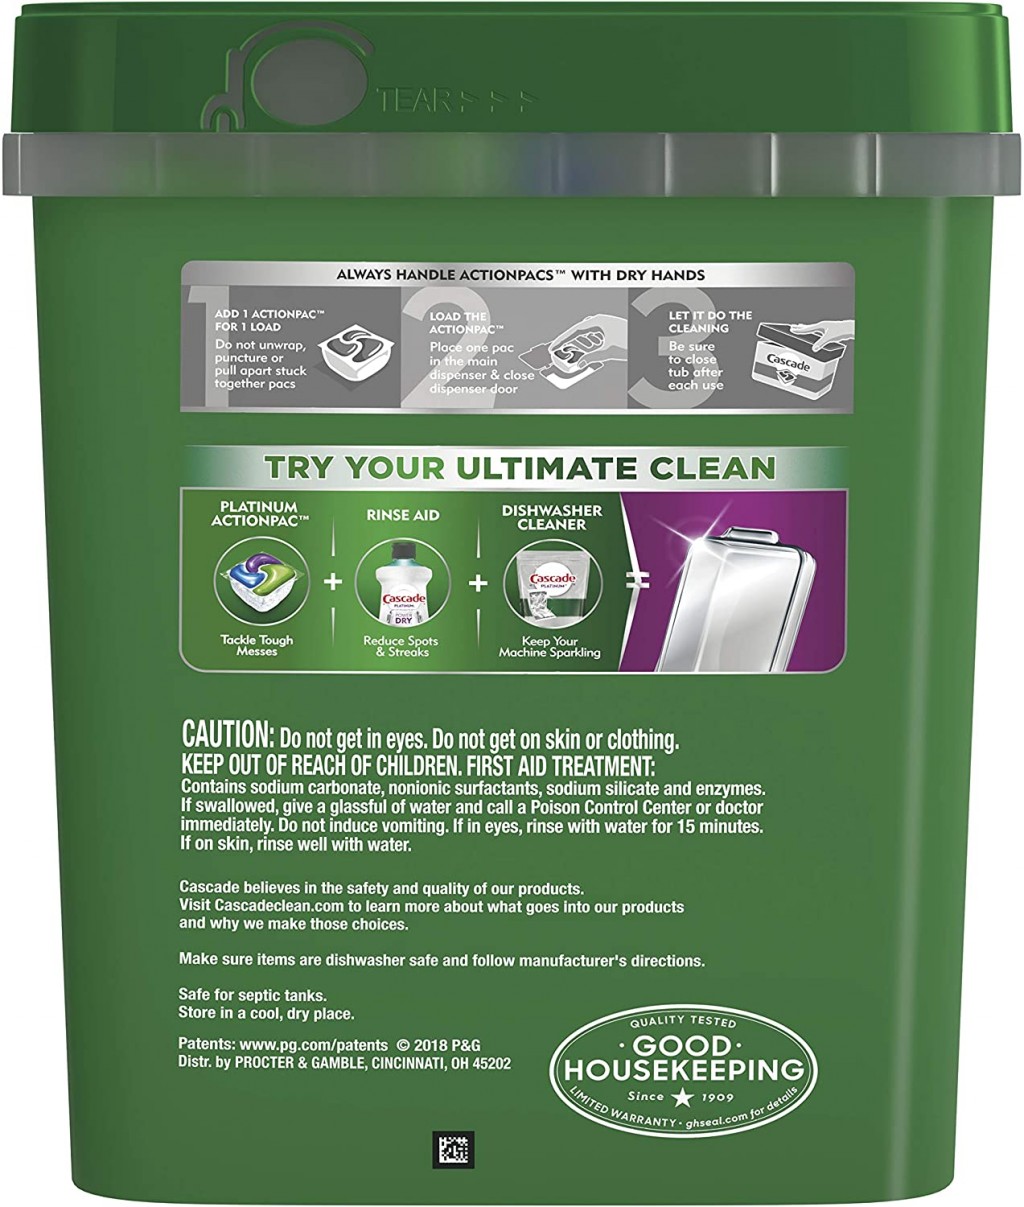 TEAR
ALWAYS HANDLE ACTIONPACS™ WITH DRY HANDS
1
ADD 1 ACTIONPAC™
FOR 1 LOAD
Do not unwrap,
puncture or
pull apart stuck
together pacs
2
LOAD THE
ACTIONPAC™
Place one pac
in the main
dispenser & close
dispenser door
3
LET IT DO THE
CLEANING
Be sure
to close
tub after
each use
Cascade
TRY YOUR ULTIMATE CLEAN
PLATINUM
ACTIONPAC™
+
RINSE AID
Cascade
PLATINUM
DRY
+
DISHWASHER
CLEANER
Cascade
PLATINUM
=
Tackle Tough
Messes
Reduce Spots
& Streaks
Keep Your
Machine Sparkling
CAUTION: Do not get in eyes. Do not get on skin or clothing.
KEEP OUT OF REACH OF CHILDREN. FIRST AID TREATMENT:
Contains sodium carbonate, nonionic surfactants, sodium silicate and enzymes.
If swallowed, give a glassful of water and call a Poison Control Center or doctor
immediately. Do not induce vomiting. If in eyes, rinse with water for 15 minutes.
If on skin, rinse well with water.
Cascade believes in the safety and quality of our products.
Visit Cascadeclean.com to learn more about what goes into our products
and why we make those choices.
Make sure items are dishwasher safe and follow manufacturer's directions.
Safe for septic tanks.
Store in a cool, dry place.
Patents: www.pg.com/patents © 2018 P&G
Distr. by PROCTER & GAMBLE, CINCINNATI, OH 45202
QUALITY TESTED
·GOOD·
HOUSEKEEPING
Since ★ 1909
LIMITED WARRANTY · ghseal.com for details